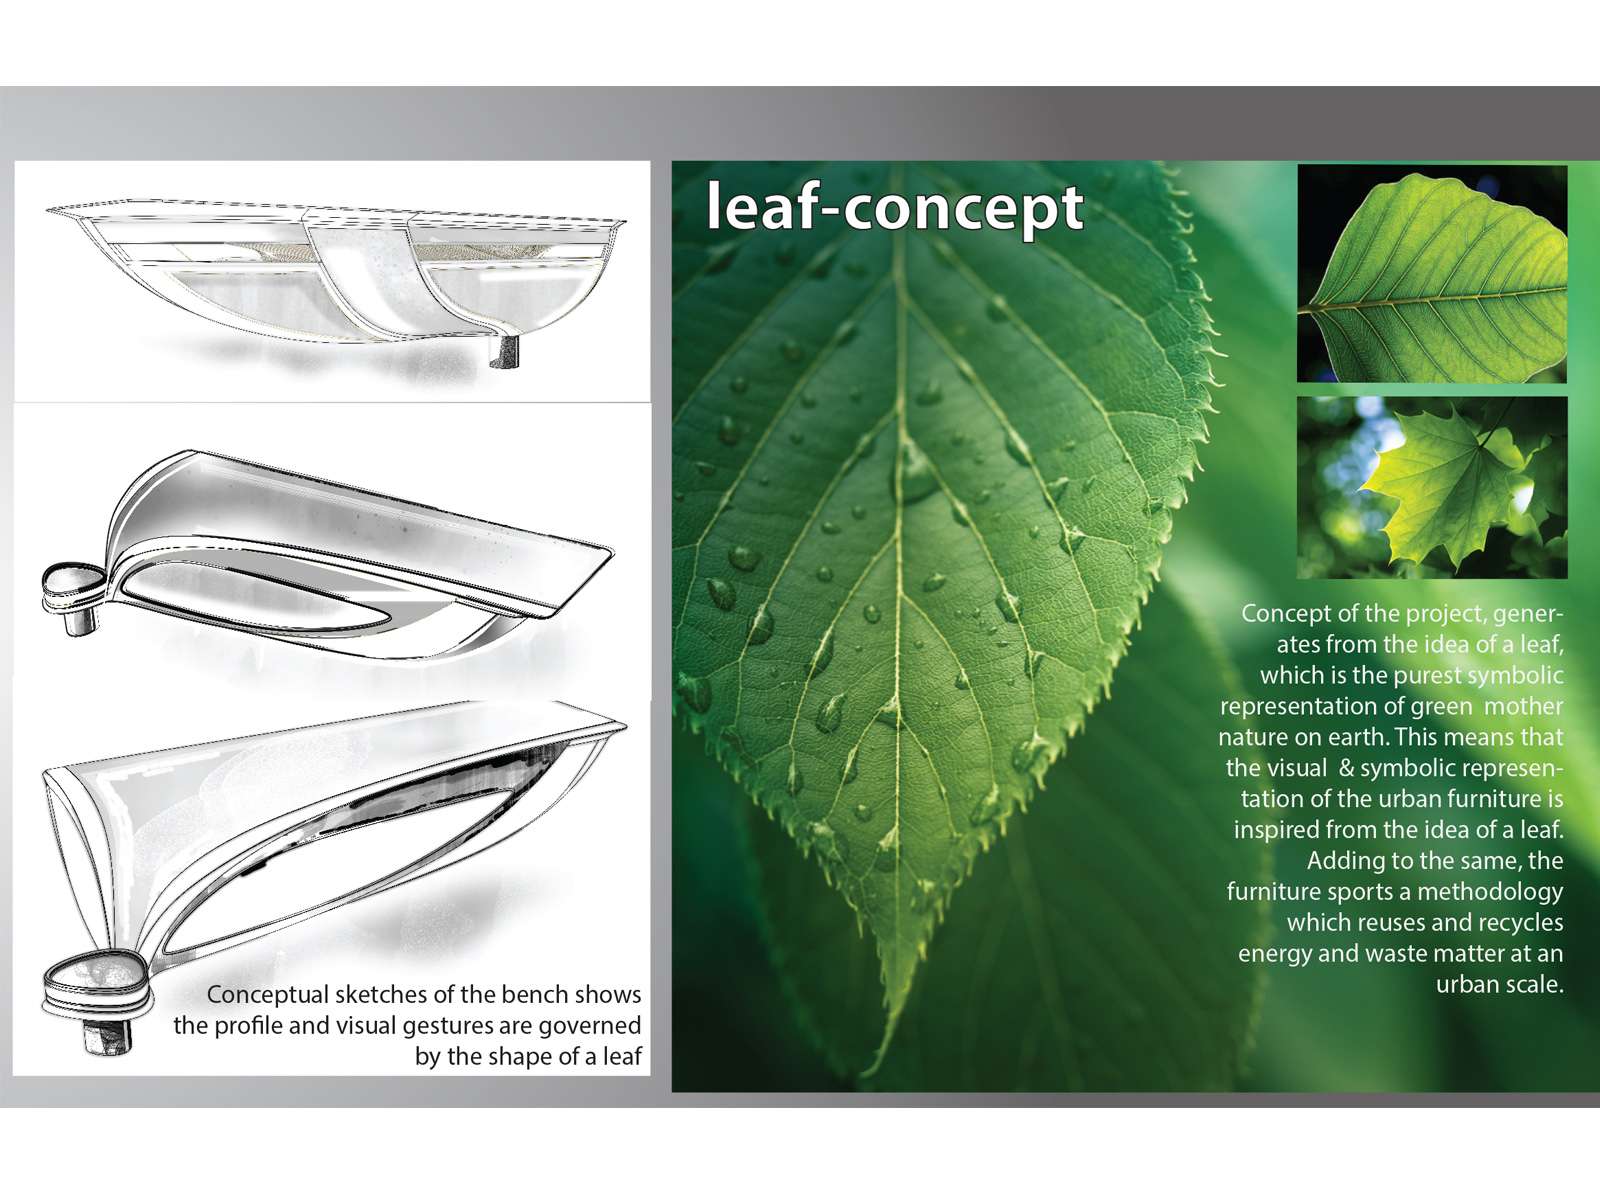 leaf-concept
Concept of the project, gener-
ates from the idea of a leaf,
which is the purest symbolic
representation of green  mother
nature on earth. This means that
the visual  & symbolic represen-
tation of the urban furniture is
inspired from the idea of a leaf.
Adding to the same, the
furniture sports a methodology
which reuses and recycles
energy and waste matter at an
urban scale.
Conceptual sketches of the bench shows
the profile and visual gestures are governed
by the shape of a leaf